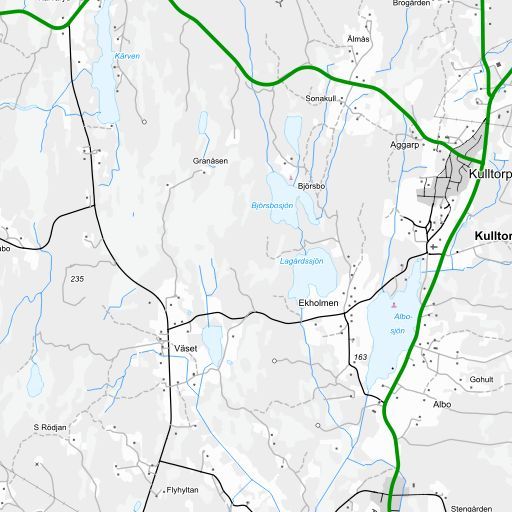 Brogården
Älmås
Kärven
Sonakull
Aggarp
Granåsen
Kulltorp
Björsbo
Björsbosjön
Kulltor
Lagårdssjön
235
Ekholmen
Albo-
sjön
Väset
163
Gohult
Albo
S Rödjan
Flyhyltan
Stengården